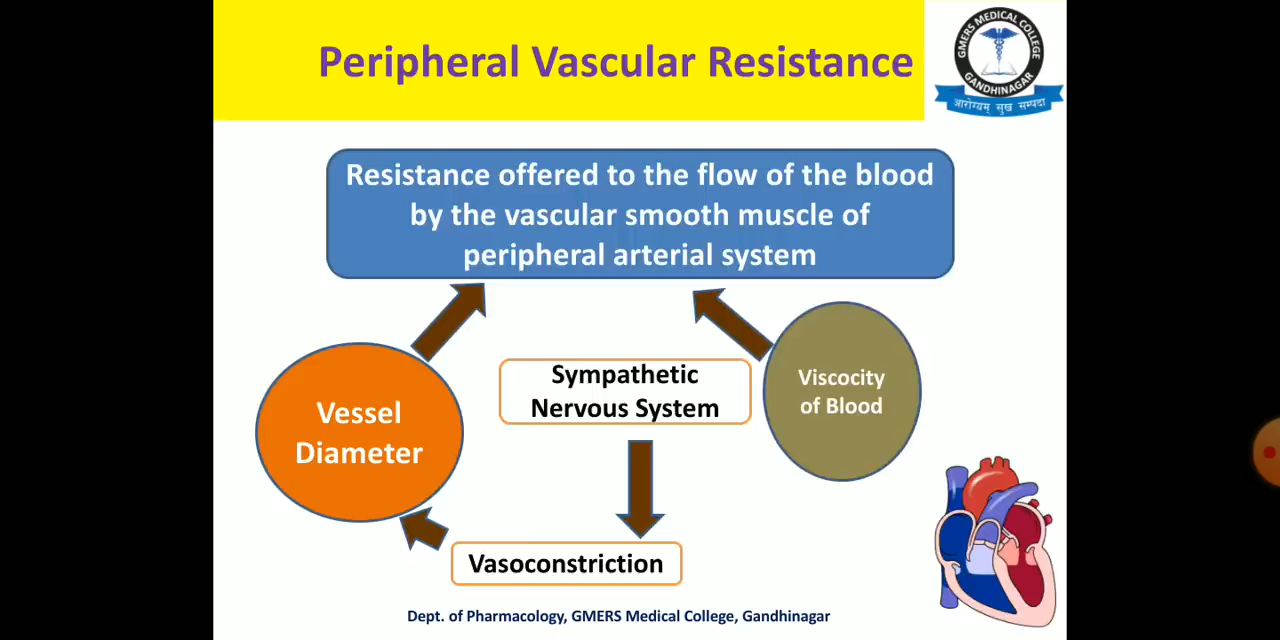 Peripheral Vascular Resistance
GMERS MEDICAL COLLEGE
GANDHINAGAR
आरोग्यम् सुख सम्पदा
Resistance offered to the flow of the blood
by the vascular smooth muscle of
peripheral arterial system
Vessel
Diameter
Sympathetic
Nervous System
Viscocity
of Blood
Vasoconstriction
Dept. of Pharmacology, GMERS Medical College, Gandhinagar